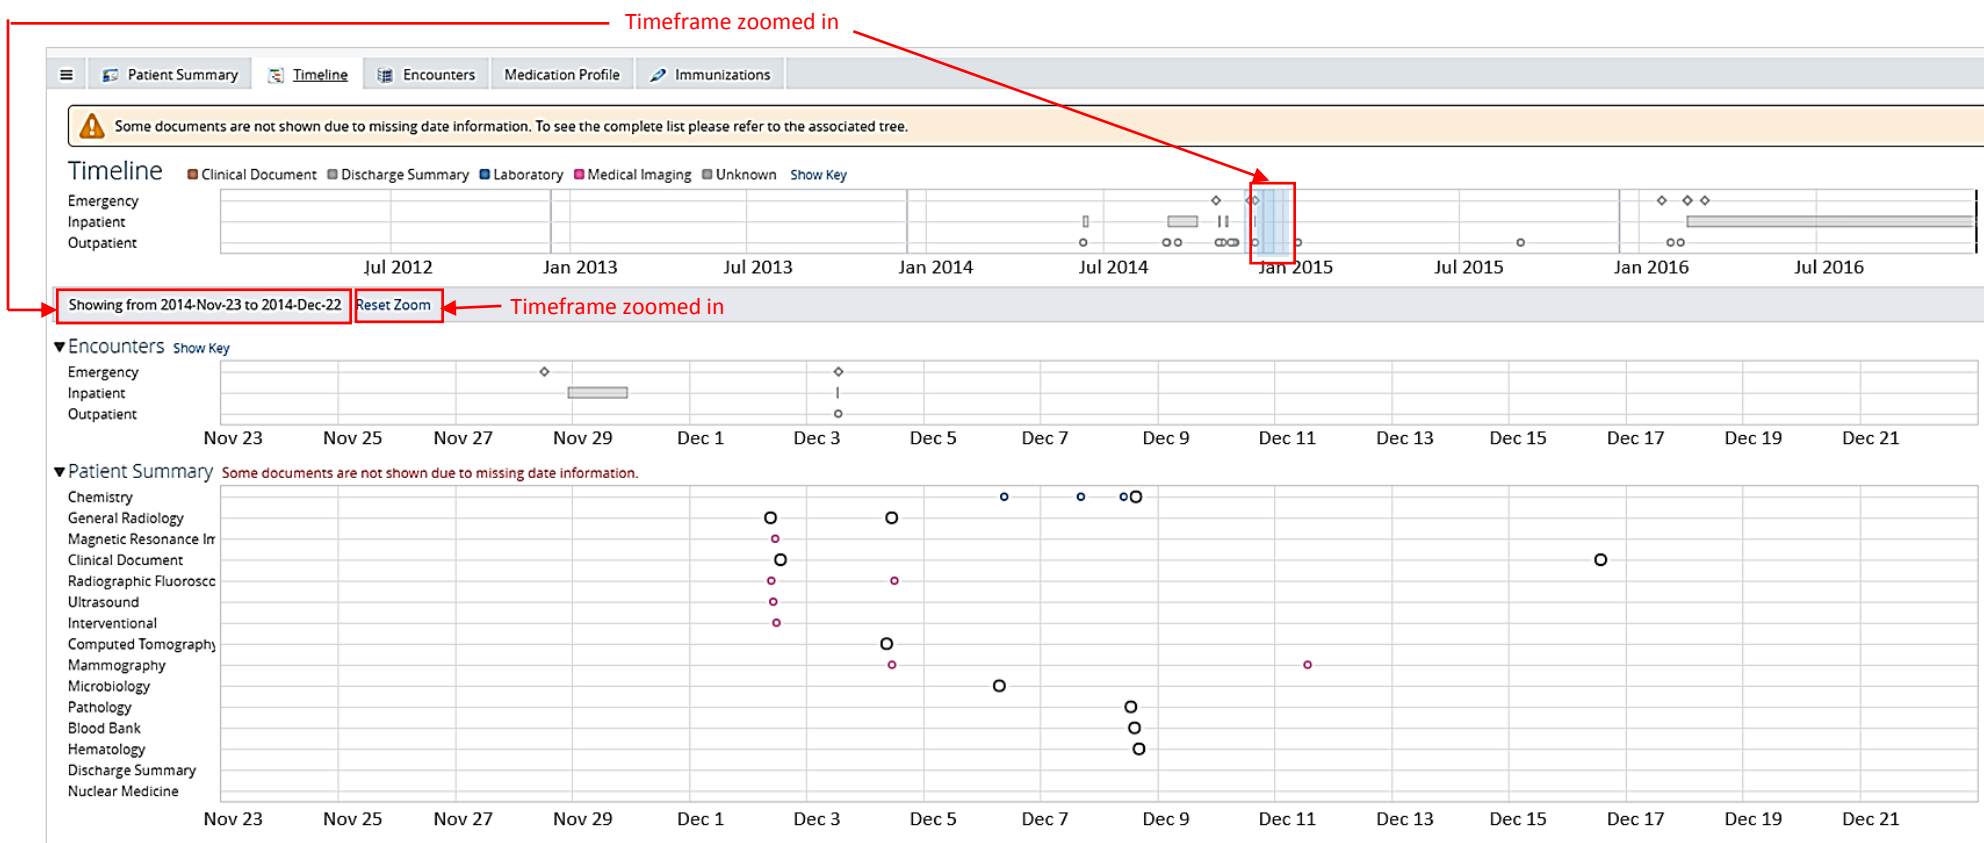 Timeframe zoomed in
Patient Summary Timeline Encounters Medication Profile Immunizations
Some documents are not shown due to missing date information. To see the complete list please refer to the associated tree.
Timeline Clinical Document Discharge Summary Laboratory Medical Imaging Unknown Show Key
Emergency
Inpatient
Outpatient
Jul 2012 Jan 2013 Jul 2013 Jan 2014 Jul 2014 Jan 2015 Jul 2015 Jan 2016 Jul 2016
Showing from 2014-Nov-23 to 2014-Dec-22 Reset Zoom Timeframe zoomed in
Encounters Show Key
Emergency
Inpatient
Outpatient
Nov 23 Nov 25 Nov 27 Nov 29 Dec 1 Dec 3 Dec 5 Dec 7 Dec 9 Dec 11 Dec 13 Dec 15 Dec 17 Dec 19 Dec 21
Patient Summary Some documents are not shown due to missing date information.
Chemistry
General Radiology
Magnetic Resonance Im
Clinical Document
Radiographic Fluorosco
Ultrasound
Interventional
Computed Tomography
Mammography
Microbiology
Pathology
Blood Bank
Hematology
Discharge Summary
Nuclear Medicine
Nov 23 Nov 25 Nov 27 Nov 29 Dec 1 Dec 3 Dec 5 Dec 7 Dec 9 Dec 11 Dec 13 Dec 15 Dec 17 Dec 19 Dec 21